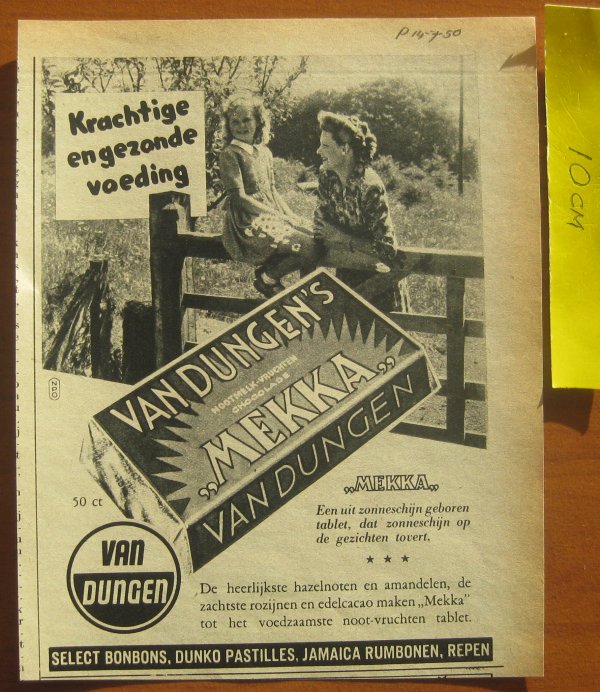 P 14-7-50
10 CM
Krachtige
en gezonde
voeding
VAN DUNGEN'S
NOOTMELK-VRUCHTEN
CHOCOLADE
„MEKKA„
VAN DUNGEN
NPO
50 ct
VAN
DUNGEN
„MEKKA„
Een uit zonneschijn geboren
tablet, dat zonneschijn op
de gezichten tovert.
De heerlijkste hazelnoten en amandelen, de
zachtste rozijnen en edelcacao maken „Mekka”
tot het voedzaamste noot-vruchten tablet.
SELECT BONBONS, DUNKO PASTILLES, JAMAICA RUMBONEN, REPEN